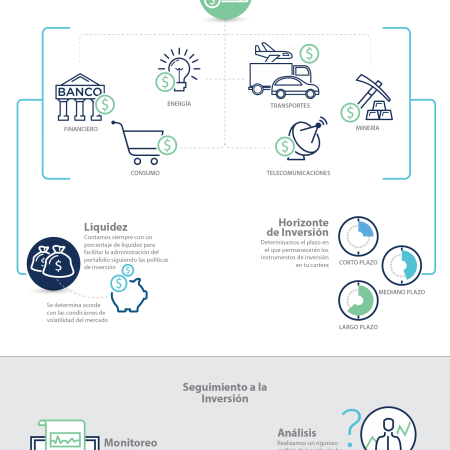 BANCO
FINANCIERO
ENERGÍA
TRANSPORTES
MINERÍA
CONSUMO
TELECOMUNICACIONES
Liquidez
Contamos siempre con un
porcentaje de liquidez para
facilitar la administración del
portafolio siguiendo las políticas
de inversión
Se determina acorde
con las condiciones de
volatilidad del mercado
Horizonte
de Inversión
Determinamos el plazo en
el que permanecerán los
instrumentos de inversión
en tu cartera
CORTO PLAZO
MEDIANO PLAZO
LARGO PLAZO
Seguimiento a la
Inversión
Monitoreo
Análisis
Realizamos un riguroso